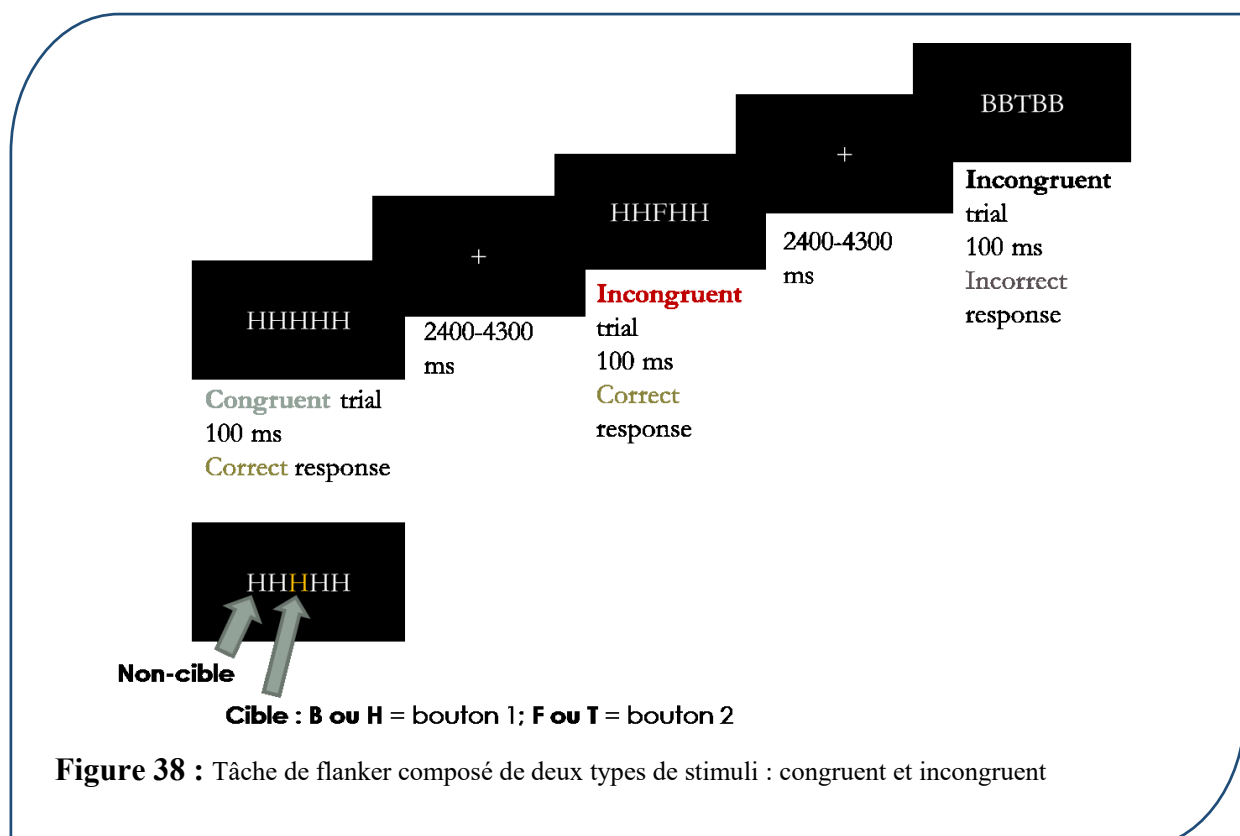 HHHHH
Congruent trial
100 ms
Correct response
+
2400-4300
ms
HHFHH
Incongruent
trial
100 ms
Correct
response
+
2400-4300
ms
BBTBB
Incongruent
trial
100 ms
Incorrect
response
HHHHH
Non-cible
Cible : B ou H = bouton 1; F ou T = bouton 2
Figure 38 : Tâche de flanker composé de deux types de stimuli : congruent et incongruent